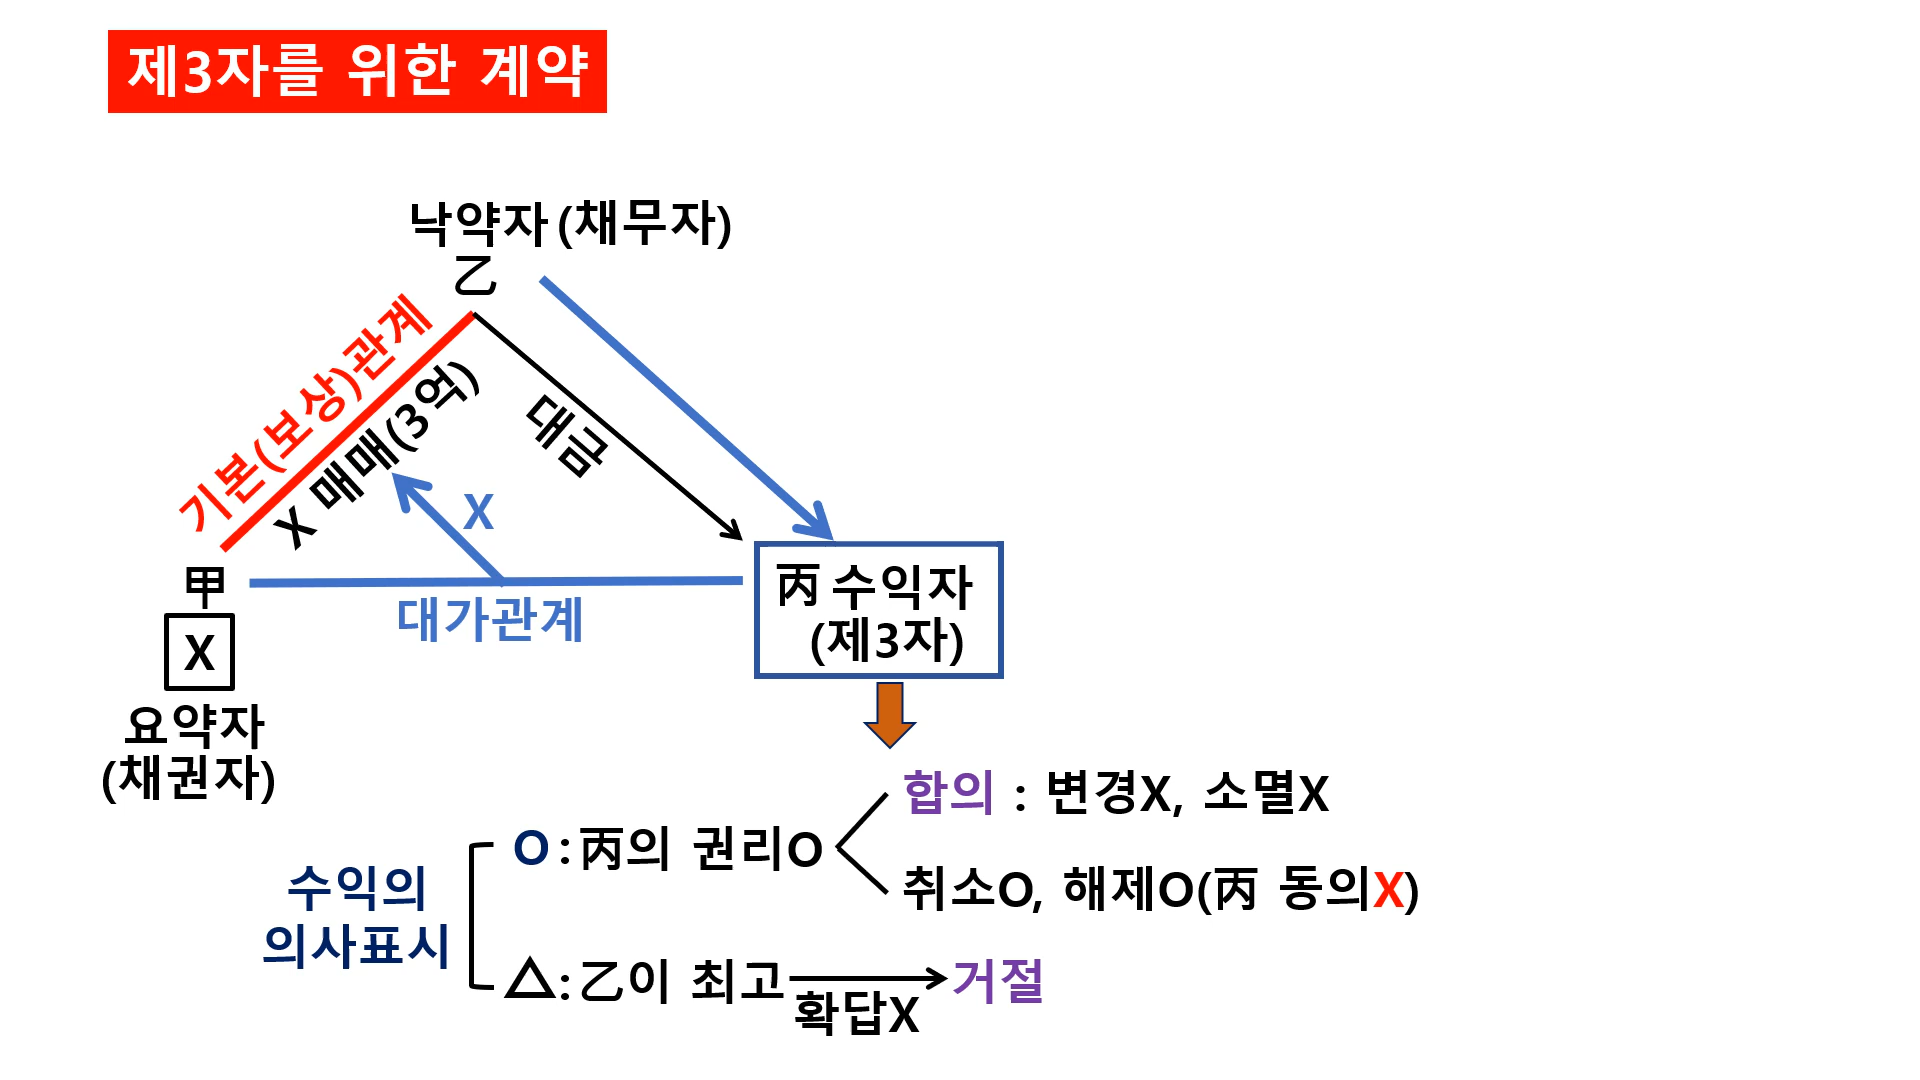 제3자를 위한 계약
낙약자 (채무자)
乙
기본(보상)관계
X 매매(3억)
대금
X
甲
대가관계
X
丙 수익자
(제3자)
요약자
(채권자)
합의 : 변경X, 소멸X
O : 丙의 권리O
취소O, 해제O(丙 동의X)
수익의
의사표시
△ : 乙이 최고
확답X
거절